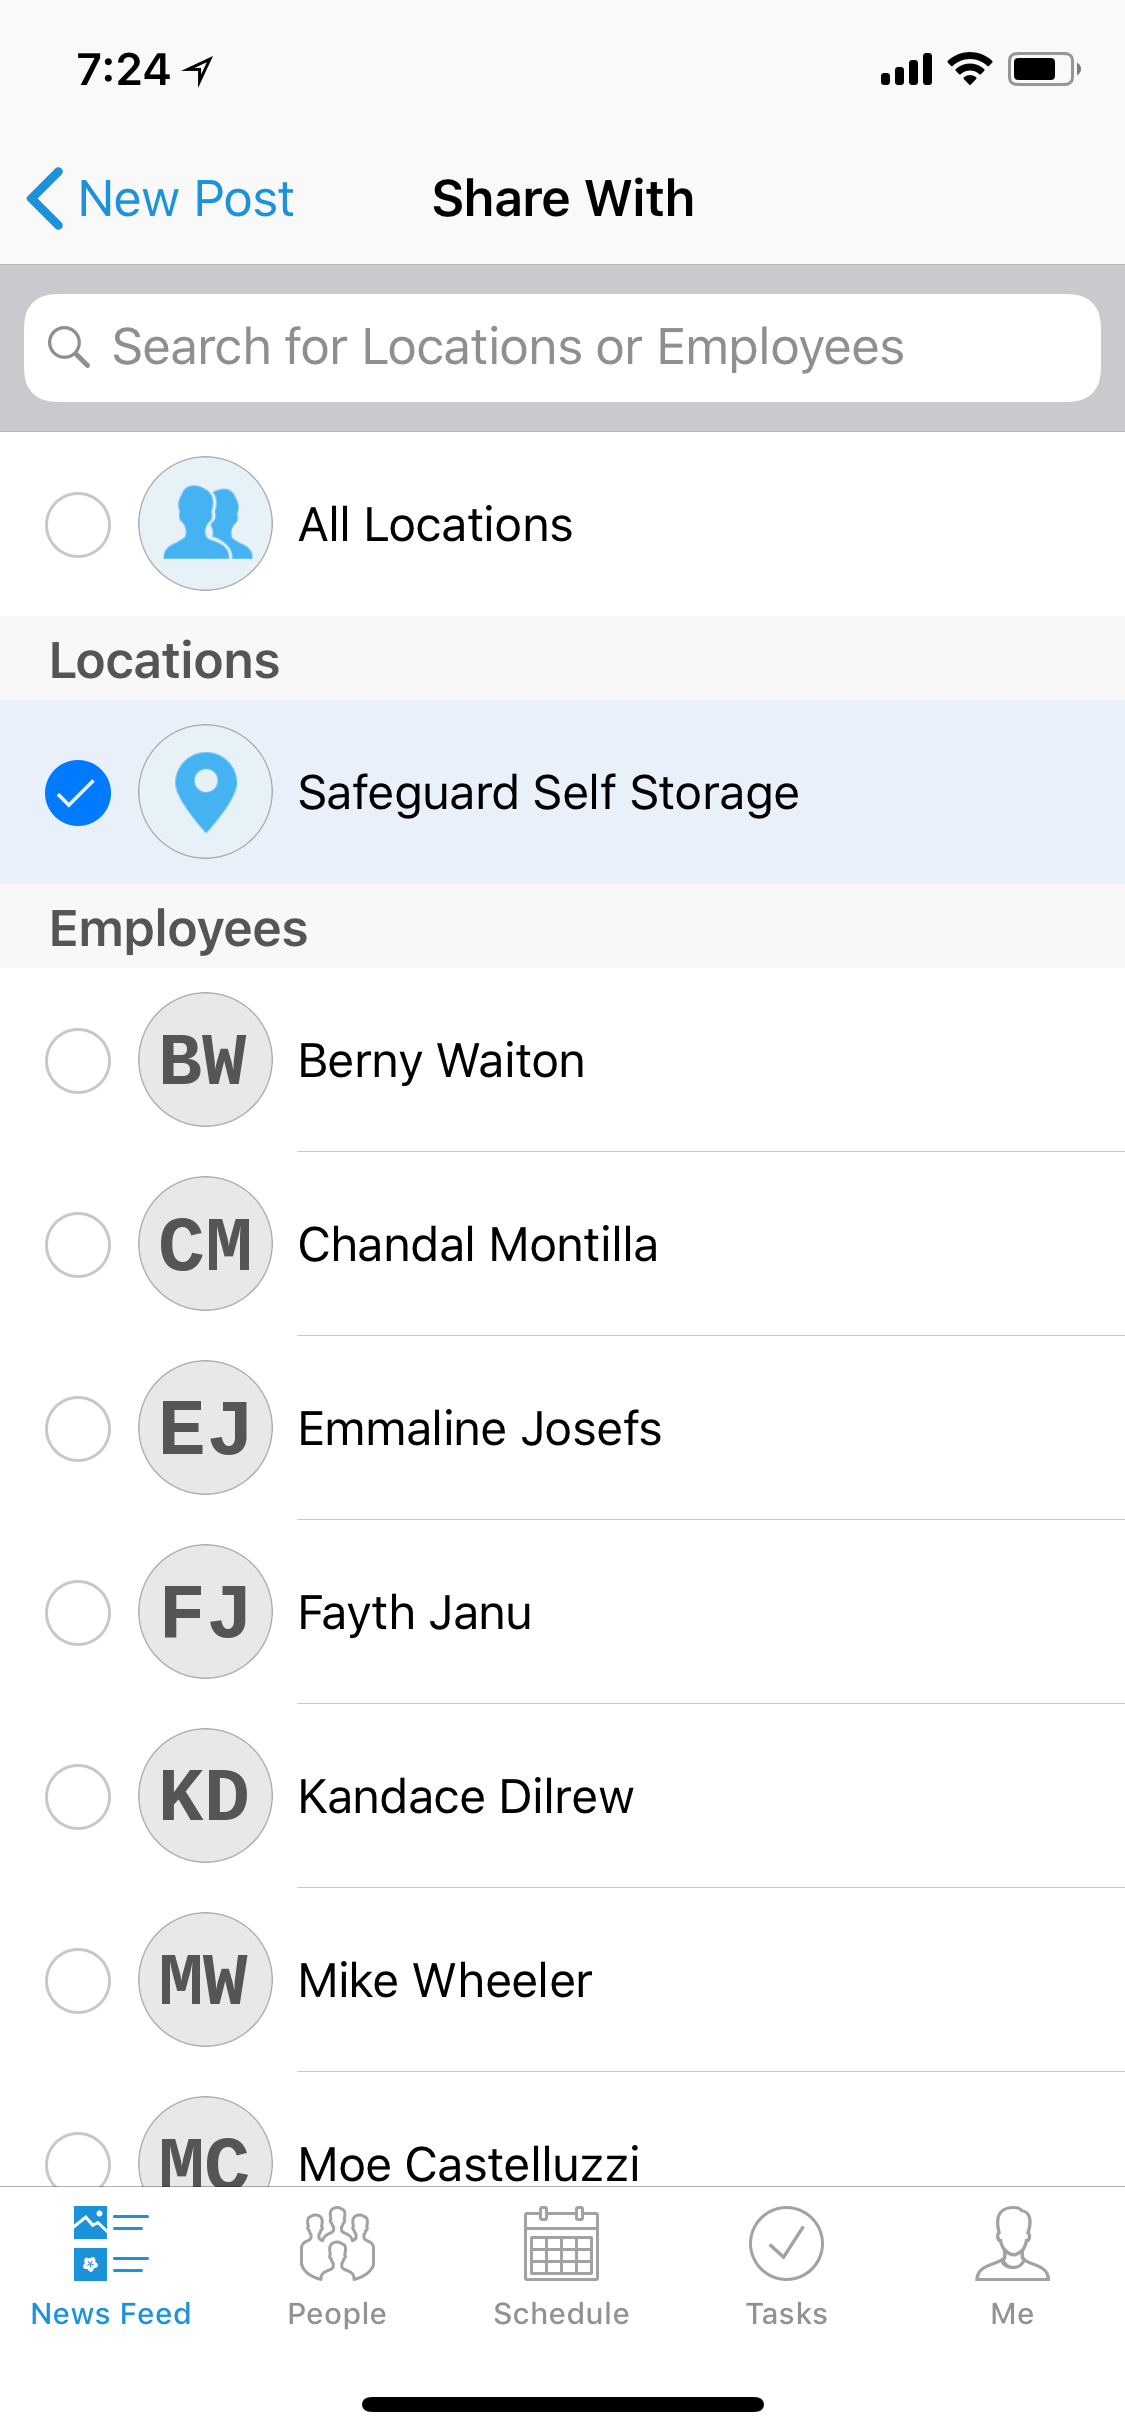 7:24
New Post
Share With
Search for Locations or Employees
All Locations
Locations
Safeguard Self Storage
Employees
BW Berny Waiton
CM Chandal Montilla
EJ Emmaline Josefs
FJ Fayth Janu
KD Kandace Dilrew
MW Mike Wheeler
MC Moe Castelluzzi
News Feed People Schedule Tasks Me